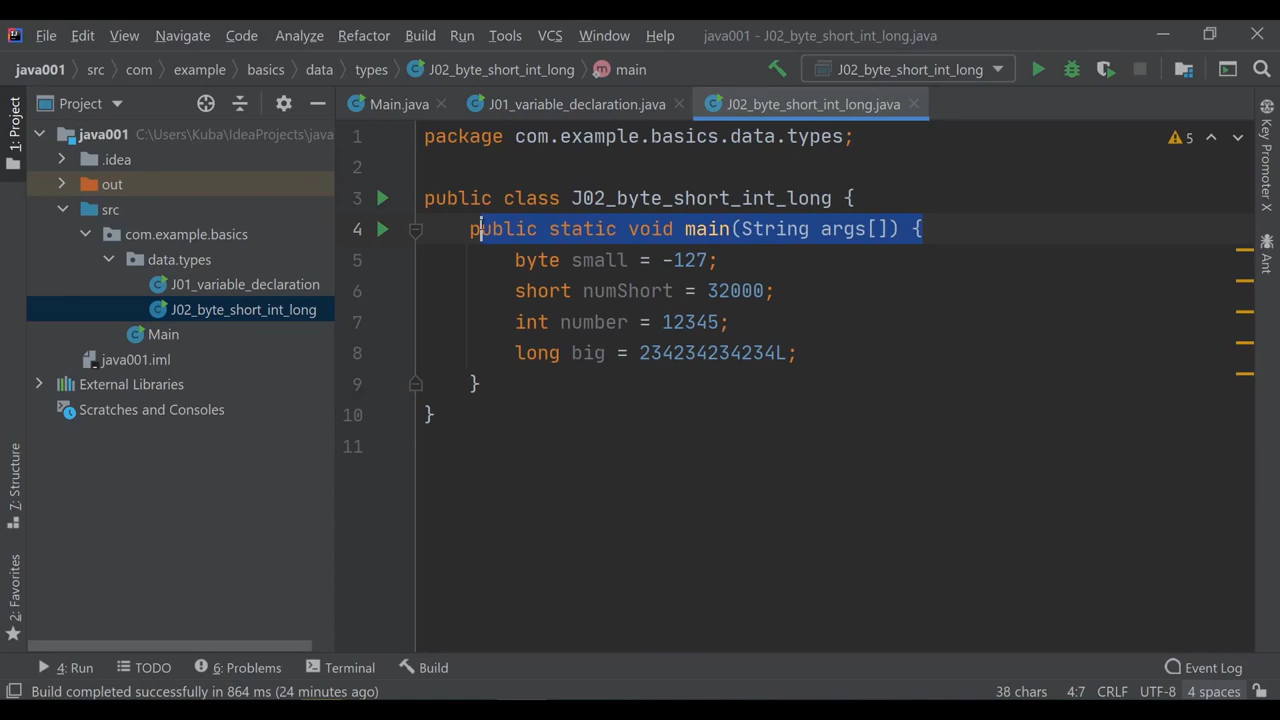 File Edit View Navigate Code Analyze Refactor Build Run Tools VCS Window Help java001 - J02_byte_short_int_long.java
java001 src com example basics data types J02_byte_short_int_long main J02_byte_short_int_long
Project Main.java J01_variable_declaration.java J02_byte_short_int_long.java
1: Project
java001 C:\Users\Kuba\IdeaProjects\java
.idea
out
src
com.example.basics
data.types
J01_variable_declaration
J02_byte_short_int_long
Main
java001.iml
External Libraries
Scratches and Consoles
1 package com.example.basics.data.types; 5
2
3 public class J02_byte_short_int_long {
4 public static void main(String args[]) {
5 byte small = -127;
6 short numShort = 32000;
7 int number = 12345;
8 long big = 234234234234L;
9 }
10 }
11
Key Promoter X
Ant
Z: Structure
2: Favorites
4: Run TODO 6: Problems Terminal Build Event Log
Build completed successfully in 864 ms (24 minutes ago) 38 chars 4:7 CRLF UTF-8 4 spaces